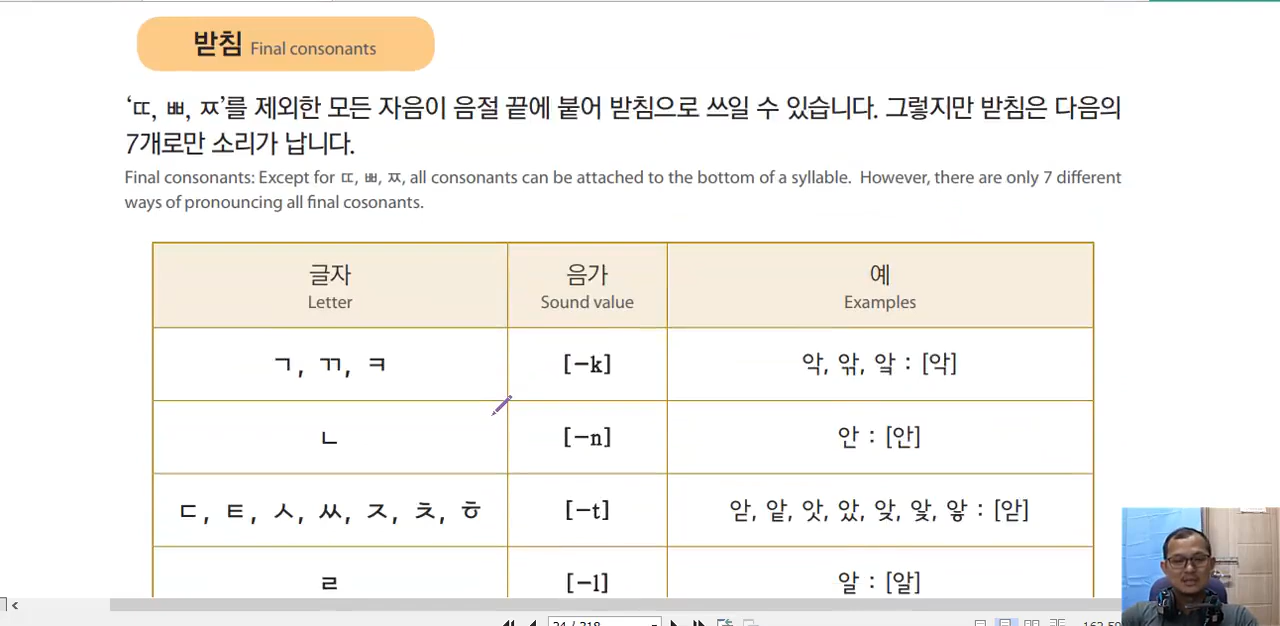 받침 Final consonants
‘ㄸ, ㅃ, ㅉ’를 제외한 모든 자음이 음절 끝에 붙어 받침으로 쓰일 수 있습니다. 그렇지만 받침은 다음의
7개로만 소리가 납니다.
Final consonants: Except for ㄸ, ㅃ, ㅉ, all consonants can be attached to the bottom of a syllable. However, there are only 7 different
ways of pronouncing all final cosonants.
글자 음가 예
Letter Sound value Examples
ㄱ, ㄲ, ㅋ [−k] 악, 앆, 앜 : [악]
ㄴ [−n] 안 : [안]
ㄷ, ㅌ, ㅅ, ㅆ, ㅈ, ㅊ, ㅎ [−t] 앋, 앝, 앗, 았, 앚, 앛, 앟 : [앋]
ㄹ [−l] 알 : [알]